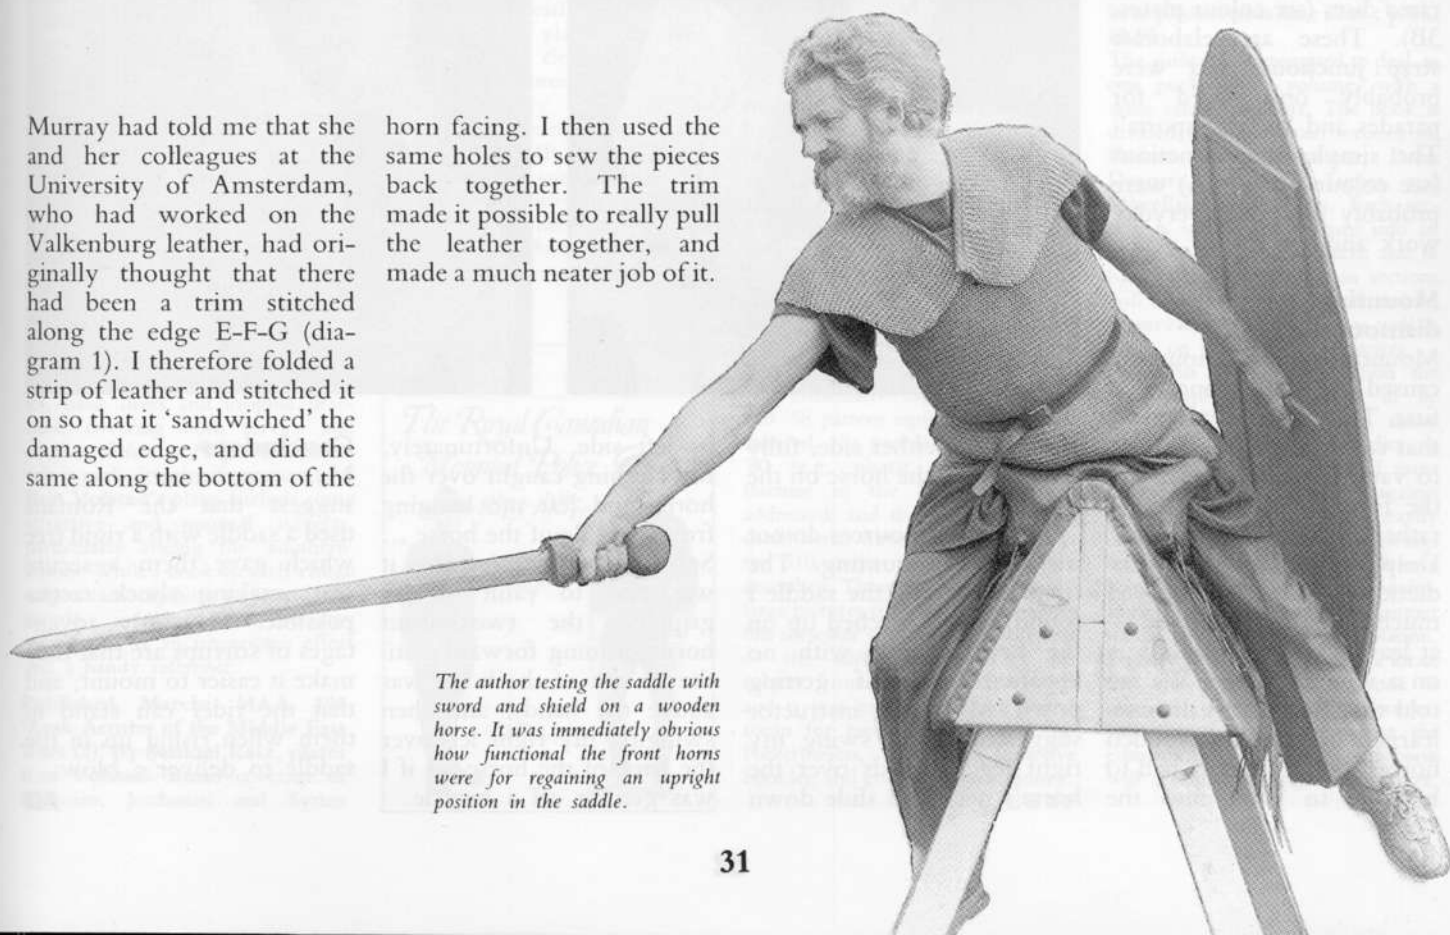 Murray had told me that she
and her colleagues at the
University of Amsterdam,
who had worked on the
Valkenburg leather, had ori-
ginally thought that there
had been a trim stitched
along the edge E-F-G (dia-
gram 1). I therefore folded a
strip of leather and stitched it
on so that it ‘sandwiched’ the
damaged edge, and did the
same along the bottom of the
horn facing. I then used the
same holes to sew the pieces
back together. The trim
made it possible to really pull
the leather together, and
made a much neater job of it.
The author testing the saddle with
sword and shield on a wooden
horse. It was immediately obvious
how functional the front horns
were for regaining an upright
position in the saddle.
31